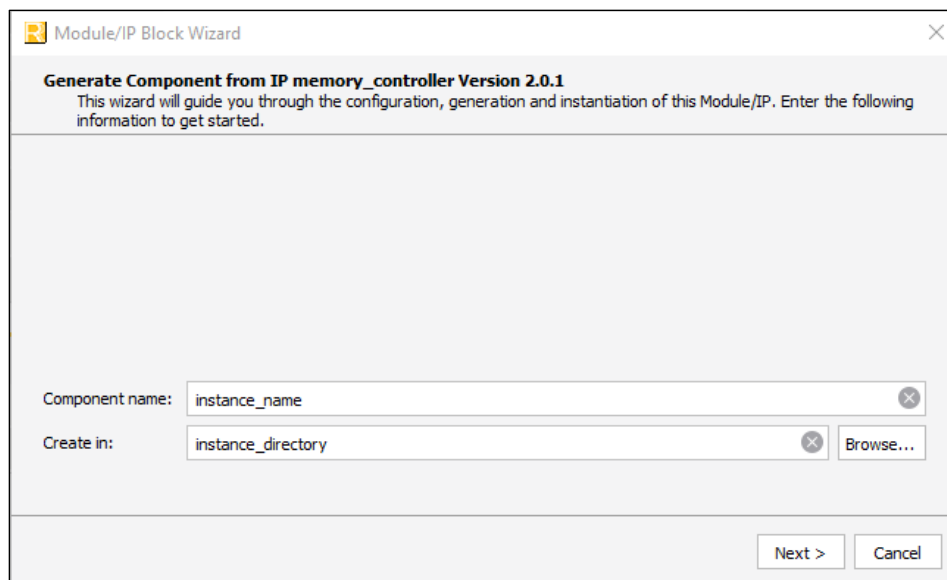 Module/IP Block Wizard
Generate Component from IP memory_controller Version 2.0.1
This wizard will guide you through the configuration, generation and instantiation of this Module/IP. Enter the following
information to get started.
Component name: instance_name
Create in: instance_directory Browse...
Next > Cancel